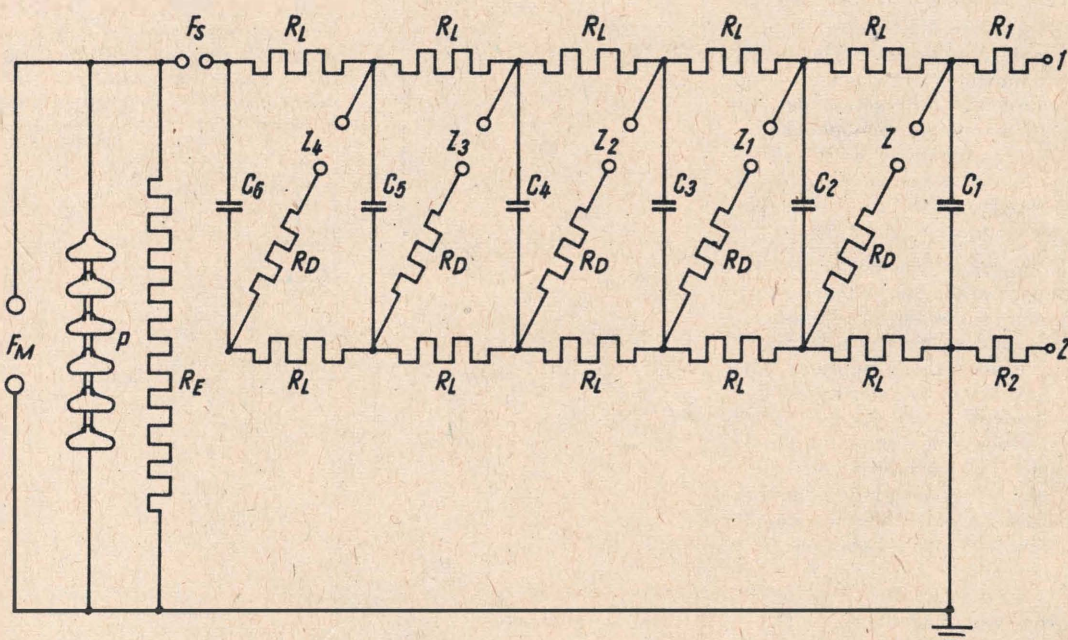 Fs R_L R_L R_L R_L R_L R_1
1
Z_4 Z_3 Z_2 Z_1 Z
C_6 C_5 C_4 C_3 C_2 C_1
R_D R_D R_D R_D R_D
F_M P
R_E R_L R_L R_L R_L R_L R_2
2